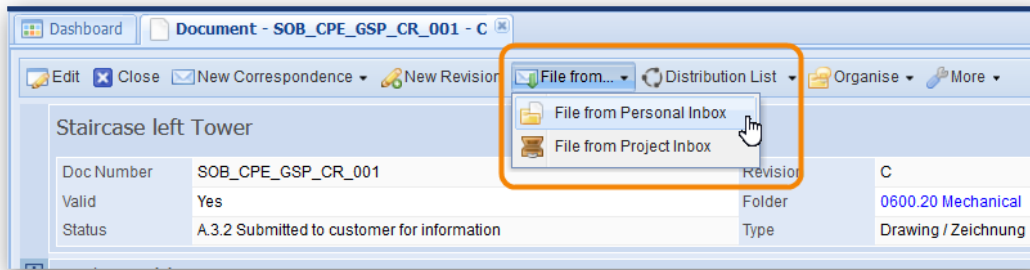 Dashboard Document - SOB_CPE_GSP_CR_001 - C
Edit Close New Correspondence New Revision File from... Distribution List Organise More
File from Personal Inbox
File from Project Inbox
Staircase left Tower
Doc Number SOB_CPE_GSP_CR_001 Revision C
Valid Yes Folder 0600.20 Mechanical
Status A.3.2 Submitted to customer for information Type Drawing / Zeichnung